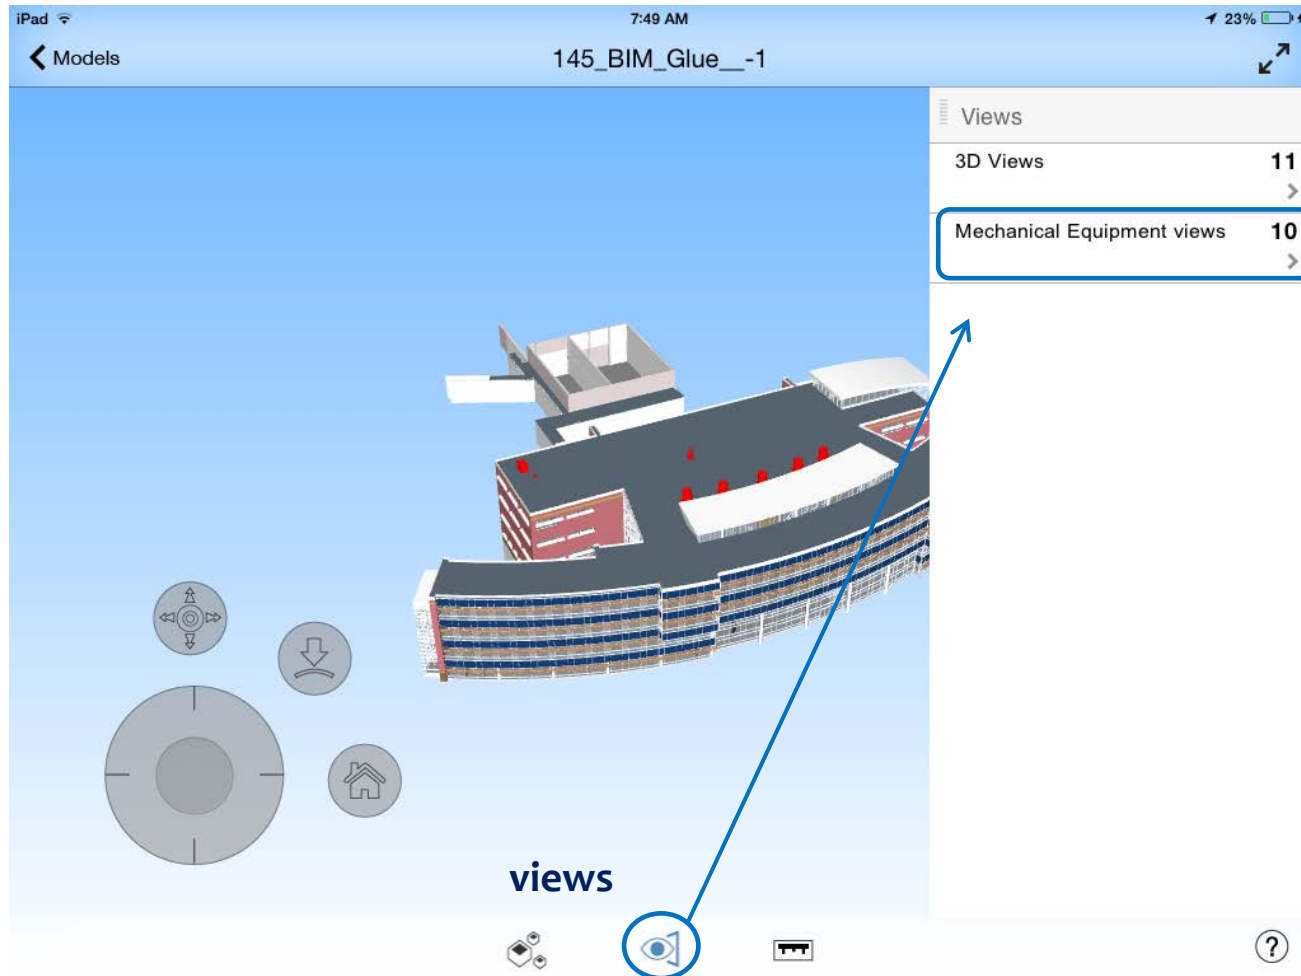 iPad 7:49 AM 23%
Models 145_BIM_Glue__-1
Views
3D Views 11
Mechanical Equipment views 10
views
?